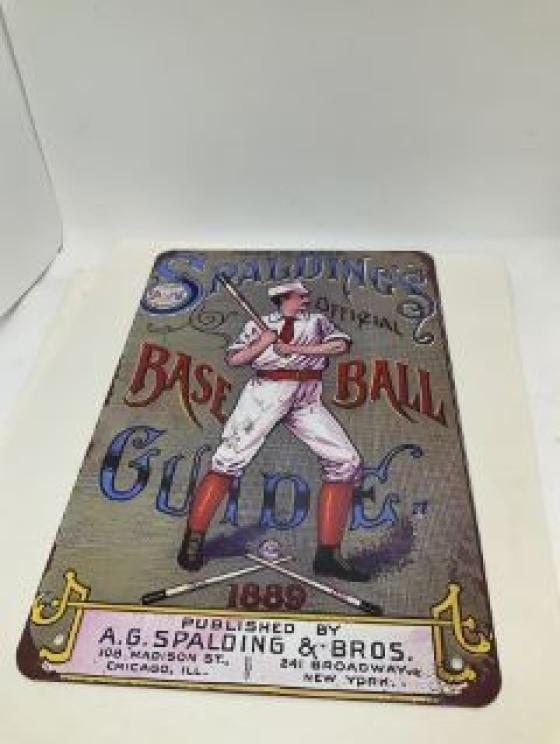 SPALDING'S
OFFICIAL
BASE BALL
GUIDE
1889
PUBLISHED BY
A.G. SPALDING & BROS.
108 MADISON ST., 241 BROADWAY
CHICAGO, ILL. NEW YORK.